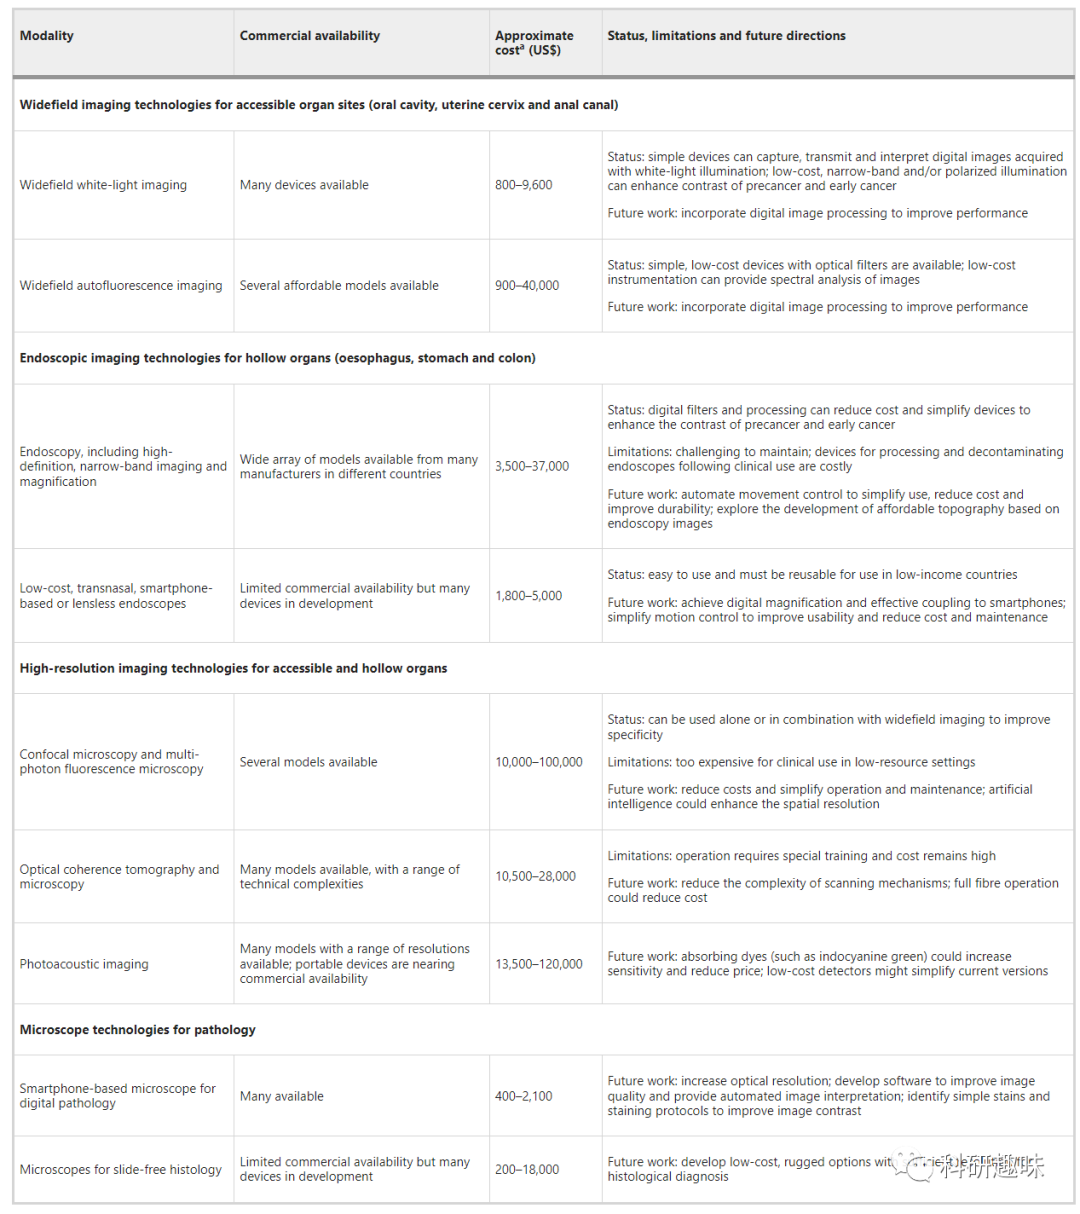 Modality
Commercial availability
Approximate
costa (US$)
Status, limitations and future directions
Widefield imaging technologies for accessible organ sites (oral cavity, uterine cervix and anal canal)
Widefield white-light imaging
Many devices available
800–9,600
Status: simple devices can capture, transmit and interpret digital images acquired
with white-light illumination; low-cost, narrow-band and/or polarized illumination
can enhance contrast of precancer and early cancer
Future work: incorporate digital image processing to improve performance
Widefield autofluorescence imaging
Several affordable models available
900–40,000
Status: simple, low-cost devices with optical filters are available; low-cost
instrumentation can provide spectral analysis of images
Future work: incorporate digital image processing to improve performance
Endoscopic imaging technologies for hollow organs (oesophagus, stomach and colon)
Endoscopy, including high-
definition, narrow-band imaging and
magnification
Wide array of models available from many
manufacturers in different countries
3,500–37,000
Status: digital filters and processing can reduce cost and simplify devices to
enhance the contrast of precancer and early cancer
Limitations: challenging to maintain; devices for processing and decontaminating
endoscopes following clinical use are costly
Future work: automate movement control to simplify use, reduce cost and
improve durability; explore the development of affordable topography based on
endoscopy images
Low-cost, transnasal, smartphone-
based or lensless endoscopes
Limited commercial availability but many
devices in development
1,800–5,000
Status: easy to use and must be reusable for use in low-income countries
Future work: achieve digital magnification and effective coupling to smartphones;
simplify motion control to improve usability and reduce cost and maintenance
High-resolution imaging technologies for accessible and hollow organs
Confocal microscopy and multi-
photon fluorescence microscopy
Several models available
10,000–100,000
Status: can be used alone or in combination with widefield imaging to improve
specificity
Limitations: too expensive for clinical use in low-resource settings
Future work: reduce costs and simplify operation and maintenance; artificial
intelligence could enhance the spatial resolution
Optical coherence tomography and
microscopy
Many models available, with a range of
technical complexities
10,500–28,000
Limitations: operation requires special training and cost remains high
Future work: reduce the complexity of scanning mechanisms; full fibre operation
could reduce cost
Photoacoustic imaging
Many models with a range of resolutions
available; portable devices are nearing
commercial availability
13,500–120,000
Future work: absorbing dyes (such as indocyanine green) could increase
sensitivity and reduce price; low-cost detectors might simplify current versions
Microscope technologies for pathology
Smartphone-based microscope for
digital pathology
Many available
400–2,100
Future work: increase optical resolution; develop software to improve image
quality and provide automated image interpretation; identify simple stains and
staining protocols to improve image contrast
Microscopes for slide-free histology
Limited commercial availability but many
devices in development
200–18,000
Future work: develop low-cost, rugged options
histological diagnosis
科研趣味